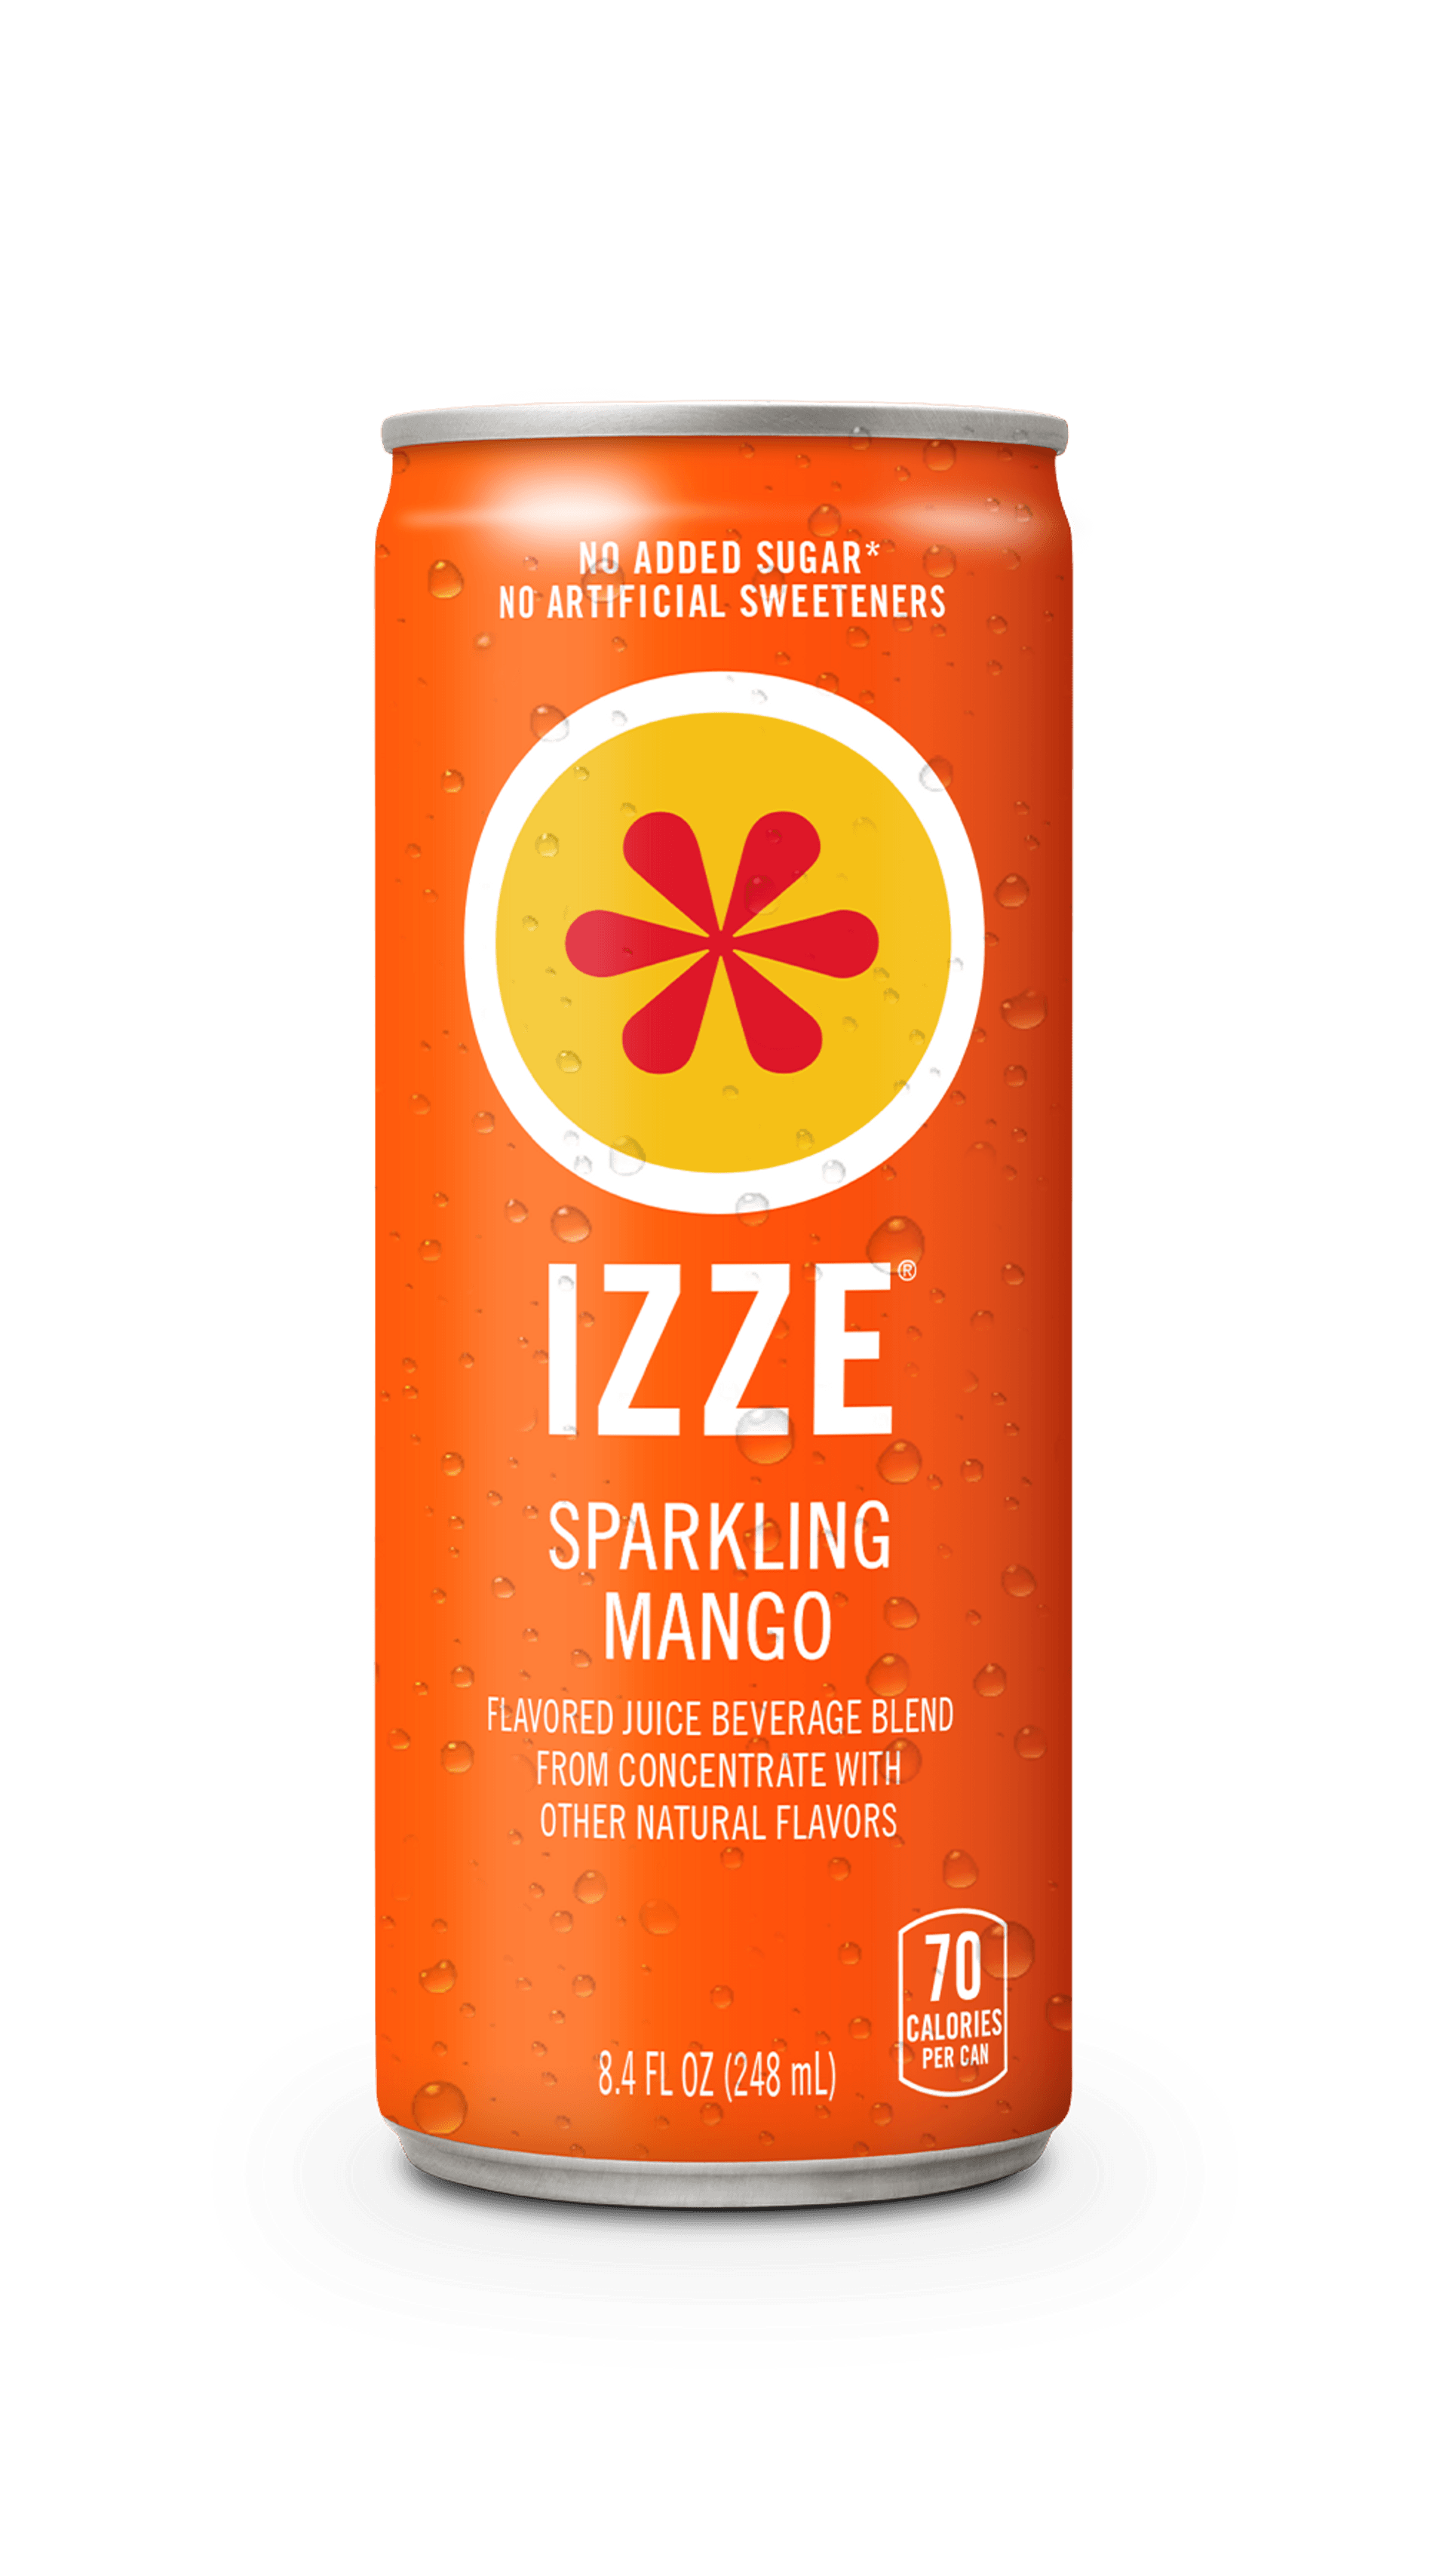 NO ADDED SUGAR*
NO ARTIFICIAL SWEETENERS
IZZE®
SPARKLING
MANGO
FLAVORED JUICE BEVERAGE BLEND
FROM CONCENTRATE WITH
OTHER NATURAL FLAVORS
70
CALORIES
PER CAN
8.4 FL OZ (248 mL)